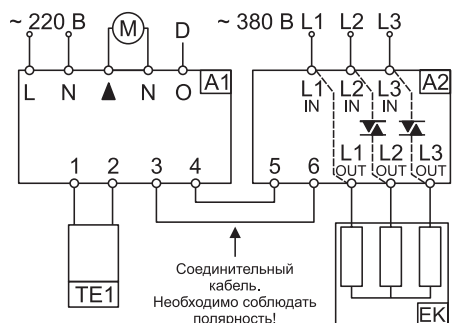 ~ 220 В M D ~ 380 В L1 L2 L3
L N ▲ N O A1 L1 L2 L3 A2
IN IN IN
L1 L2 L3
OUT OUT OUT
1 2 3 4 5 6
TE1
Соединительный
кабель.
Необходимо соблюдать
полярность!
EK